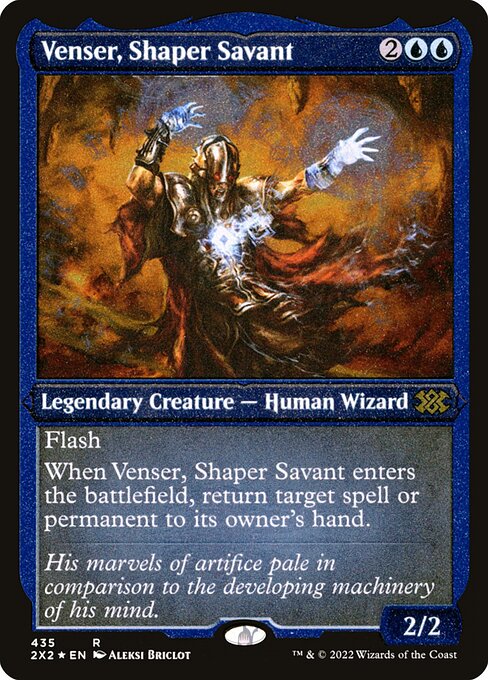 Venser, Shaper Savant 2
Legendary Creature — Human Wizard
Flash
When Venser, Shaper Savant enters
the battlefield, return target spell or
permanent to its owner's hand.
His marvels of artifice pale in
comparison to the developing machinery
of his mind.
2/2
435 R
2X2 ★ EN Aleksi Briclot
™ & © 2022 Wizards of the Coast